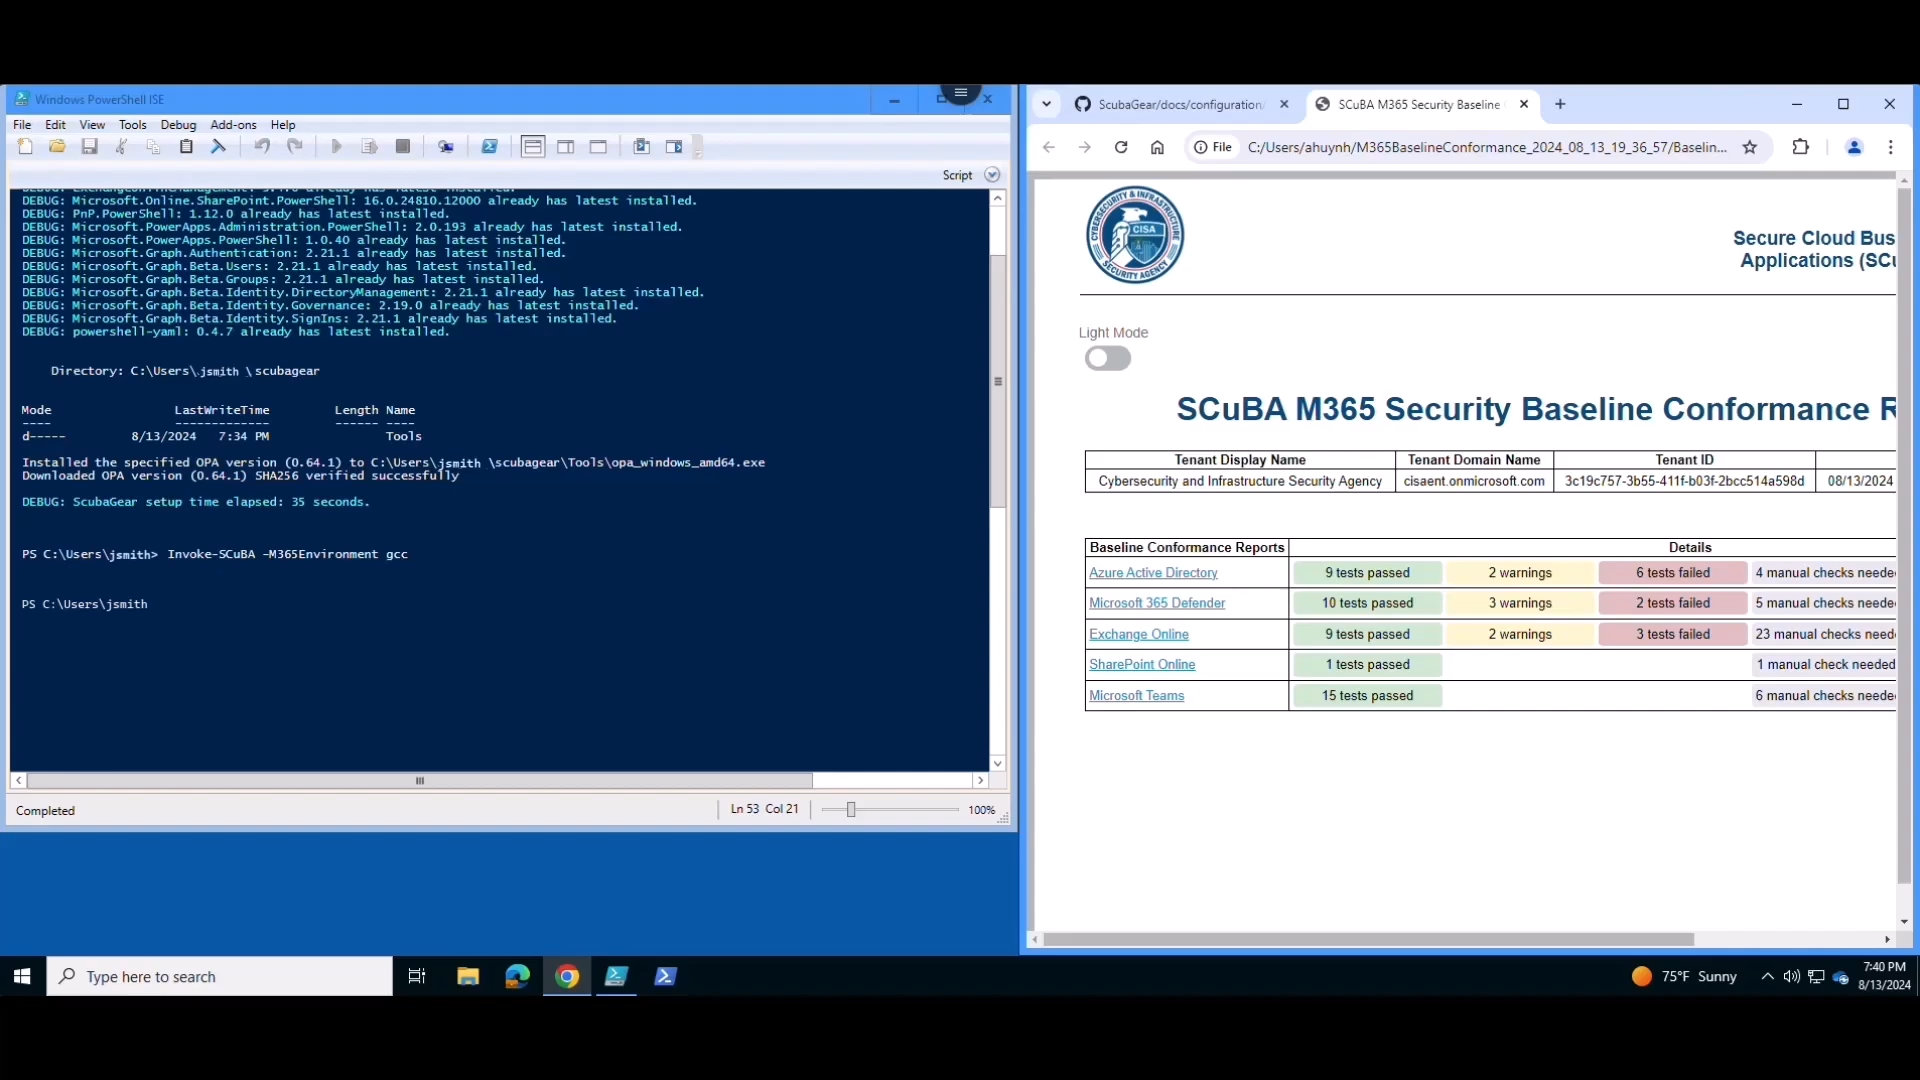 Windows PowerShell ISE
File Edit View Tools Debug Add-ons Help
Script
DEBUG: ExchangeOnlineManagement: 3.4.0 already has latest installed.
DEBUG: Microsoft.Online.SharePoint.PowerShell: 16.0.24810.12000 already has latest installed.
DEBUG: PnP.PowerShell: 1.12.0 already has latest installed.
DEBUG: Microsoft.PowerApps.Administration.PowerShell: 2.0.193 already has latest installed.
DEBUG: Microsoft.PowerApps.PowerShell: 1.0.40 already has latest installed.
DEBUG: Microsoft.Graph.Authentication: 2.21.1 already has latest installed.
DEBUG: Microsoft.Graph.Beta.Users: 2.21.1 already has latest installed.
DEBUG: Microsoft.Graph.Beta.Groups: 2.21.1 already has latest installed.
DEBUG: Microsoft.Graph.Beta.Identity.DirectoryManagement: 2.21.1 already has latest installed.
DEBUG: Microsoft.Graph.Beta.Identity.Governance: 2.19.0 already has latest installed.
DEBUG: Microsoft.Graph.Beta.Identity.SignIns: 2.21.1 already has latest installed.
DEBUG: powershell-yaml: 0.4.7 already has latest installed.
Directory: C:\Users\jsmith \scubagear
Mode LastWriteTime Length Name
---- ------------- ------ ----
d----- 8/13/2024 7:34 PM Tools
Installed the specified OPA version (0.64.1) to C:\Users\jsmith \scubagear\Tools\opa_windows_amd64.exe
Downloaded OPA version (0.64.1) SHA256 verified successfully
DEBUG: ScubaGear setup time elapsed: 35 seconds.
PS C:\Users\jsmith> Invoke-SCuBA -M365Environment gcc
PS C:\Users\jsmith
Completed
Ln 53 Col 21
100%
ScubaGear/docs/configuration
SCuBA M365 Security Baseline
File C:/Users/ahuynh/M365BaselineConformance_2024_08_13_19_36_57/Baselin...
CYBERSECURITY & INFRASTRUCTURE
CISA
SECURITY AGENCY
Secure Cloud Bus
Applications (SCu
Light Mode
SCuBA M365 Security Baseline Conformance R
Tenant Display Name Tenant Domain Name Tenant ID
Cybersecurity and Infrastructure Security Agency cisaent.onmicrosoft.com 3c19c757-3b55-411f-b03f-2bcc514a598d 08/13/2024
Baseline Conformance Reports Details
Azure Active Directory 9 tests passed 2 warnings 6 tests failed 4 manual checks neede
Microsoft 365 Defender 10 tests passed 3 warnings 2 tests failed 5 manual checks neede
Exchange Online 9 tests passed 2 warnings 3 tests failed 23 manual checks need
SharePoint Online 1 tests passed 1 manual check needed
Microsoft Teams 15 tests passed 6 manual checks neede
Type here to search
75°F Sunny
7:40 PM
8/13/2024